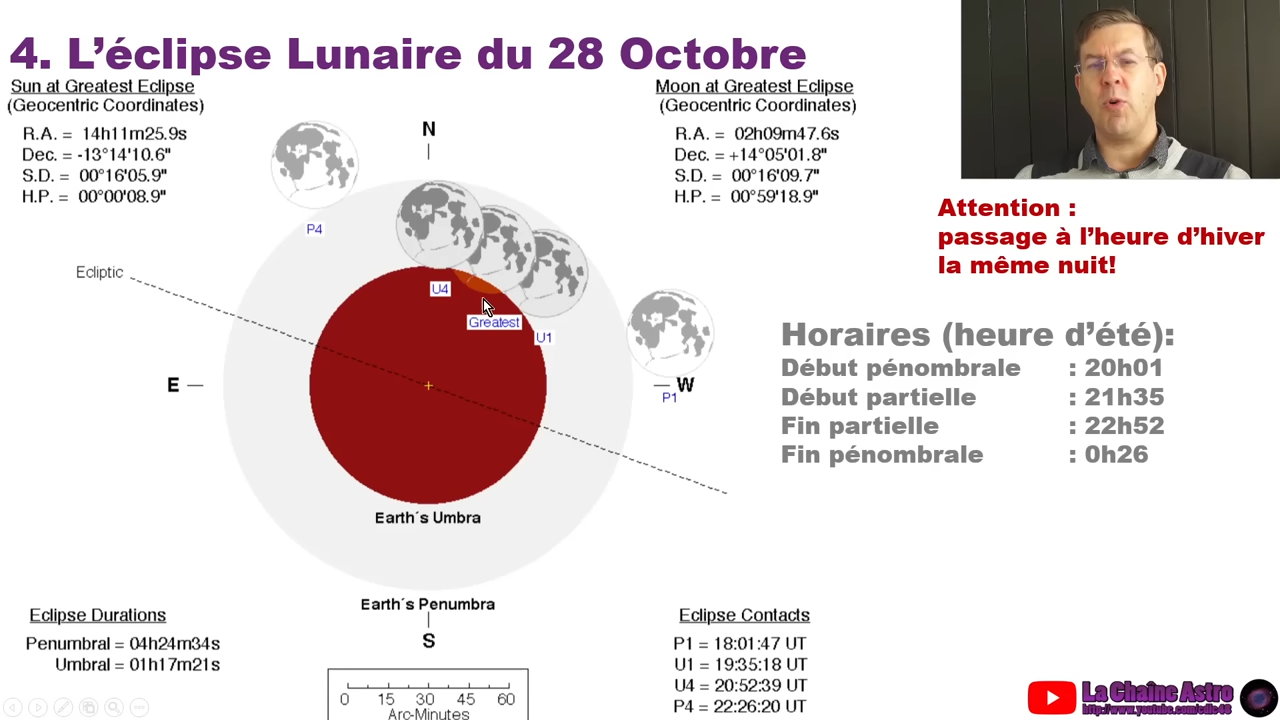 4. L’éclipse Lunaire du 28 Octobre
Sun at Greatest Eclipse
(Geocentric Coordinates)
R.A. = 14h11m25.9s
Dec. = -13°14'10.6"
S.D. = 00°16'05.9"
H.P. = 00°00'08.9"
Moon at Greatest Eclipse
(Geocentric Coordinates)
R.A. = 02h09m47.6s
Dec. = +14°05'01.8"
S.D. = 00°16'09.7"
H.P. = 00°59'18.9"
N
P4
Ecliptic
U4
Greatest
U1
E
W
P1
Earth´s Umbra
Earth´s Penumbra
S
Attention :
passage à l’heure d’hiver
la même nuit!
Horaires (heure d’été):
Début pénombrale : 20h01
Début partielle : 21h35
Fin partielle : 22h52
Fin pénombrale : 0h26
Eclipse Durations
Penumbral = 04h24m34s
Umbral = 01h17m21s
0 15 30 45 60
Arc-Minutes
Eclipse Contacts
P1 = 18:01:47 UT
U1 = 19:35:18 UT
U4 = 20:52:39 UT
P4 = 22:26:20 UT
La Chaîne Astro
http://www.youtube.com/cdic48